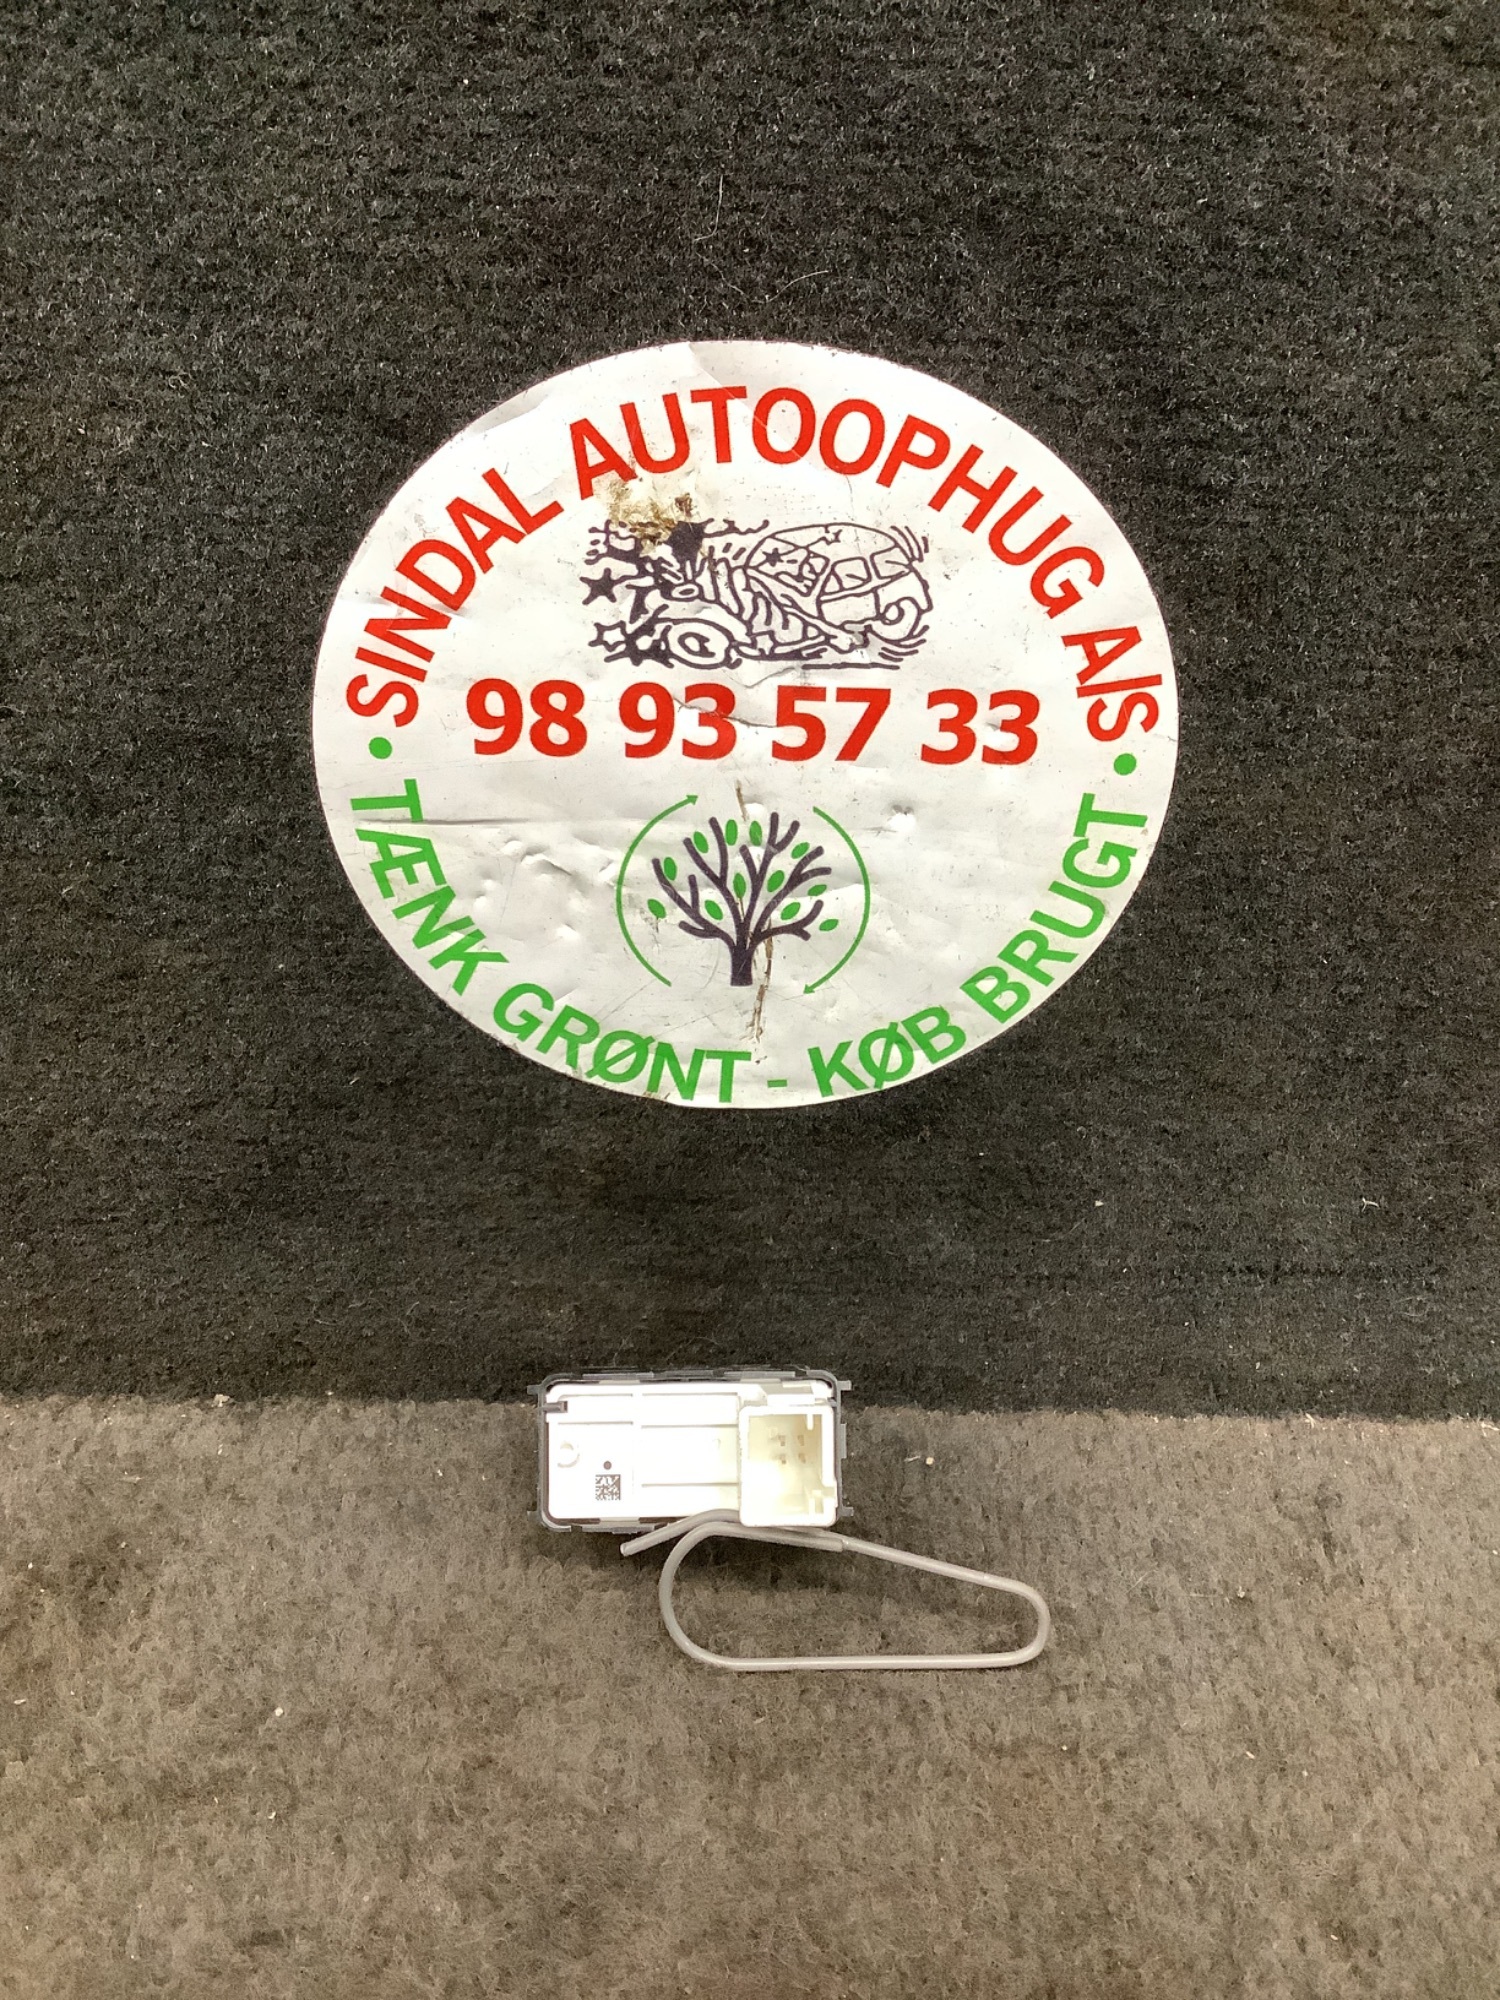 SINDAL AUTOOPHUG A/S
98 93 57 33
• TÆNK GRØNT - KØB BRUGT •